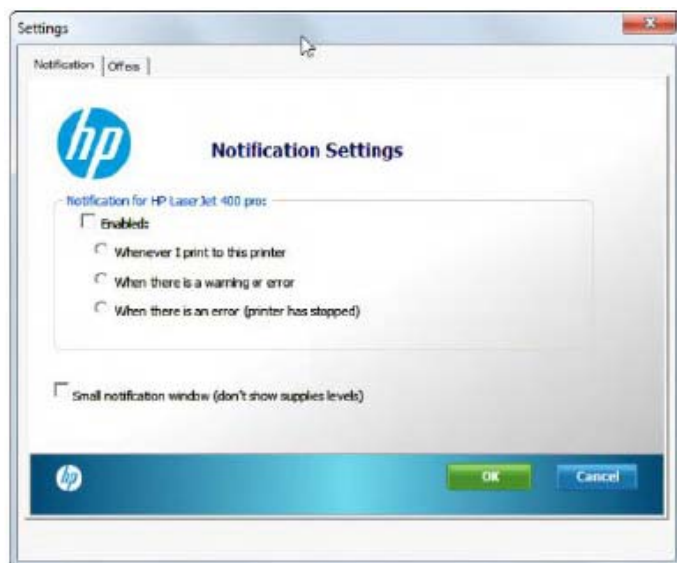 Settings
Notification
Offers
hp
Notification Settings
Notification for HP LaserJet 400 pro:
Enabled:
Whenever I print to this printer
When there is a warning or error
When there is an error (printer has stopped)
Small notification window (don't show supplies levels)
hp
OK
Cancel